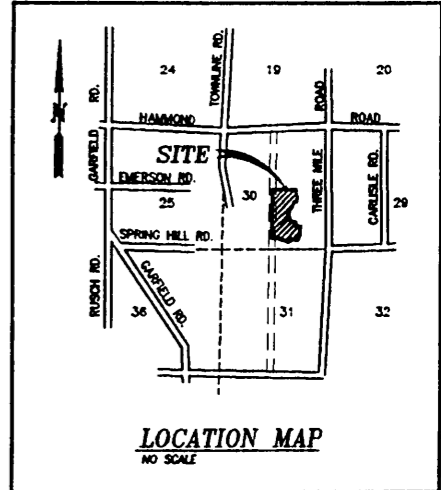 24
TOWNLINE RD.
19
20
GARFIELD RD.
HAMMOND
ROAD
ROAD
SITE
EMERSON RD.
25
30
THREE MILE
CARLISLE RD.
29
SPRING HILL RD.
RUSCH RD.
GARFIELD RD.
36
31
32
LOCATION MAP
NO SCALE